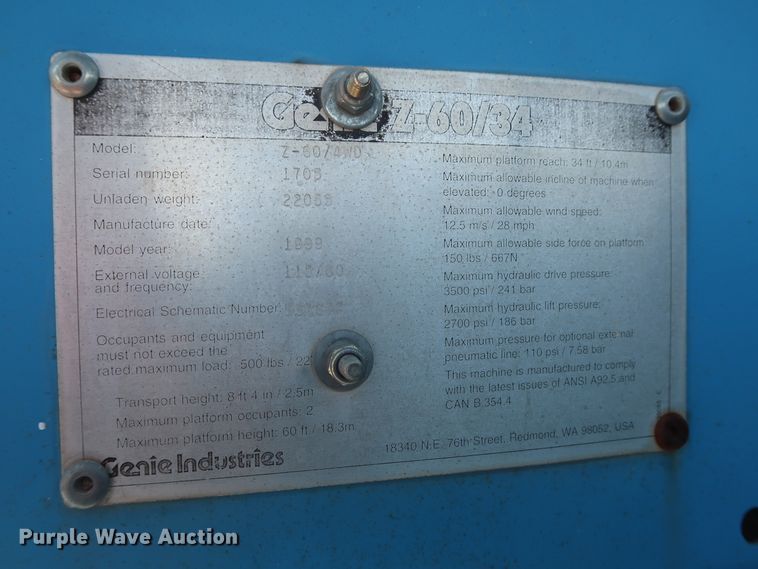 Genie Z-60/34
Model: Z-60/4WD
Serial number: 1705
Unladen weight:
Manufacture date:
Model year: 1999
External voltage
and frequency: 115/60
Electrical Schematic Number
Occupants and equipment
must not exceed the
rated maximum load: 500 lbs / 22
Transport height: 8 ft 4 in / 2.5m
Maximum platform occupants: 2
Maximum platform height: 60 ft / 18.3m
Genie Industries
Maximum platform reach: 34 ft / 10.4m
Maximum allowable incline of machine when
elevated: 0 degrees
Maximum allowable wind speed:
12.5 m/s / 28 mph
Maximum allowable side force on platform:
150 lbs / 667N
Maximum hydraulic drive pressure:
3500 psi / 241 bar
Maximum hydraulic lift pressure:
2700 psi / 186 bar
Maximum pressure for optional external
pneumatic line: 110 psi / 7.58 bar
This machine is manufactured to comply
with the latest issues of ANSI A92.5 and
CAN B.354.4
18340 N.E. 76th Street, Redmond, WA 98052, USA
Purple Wave Auction